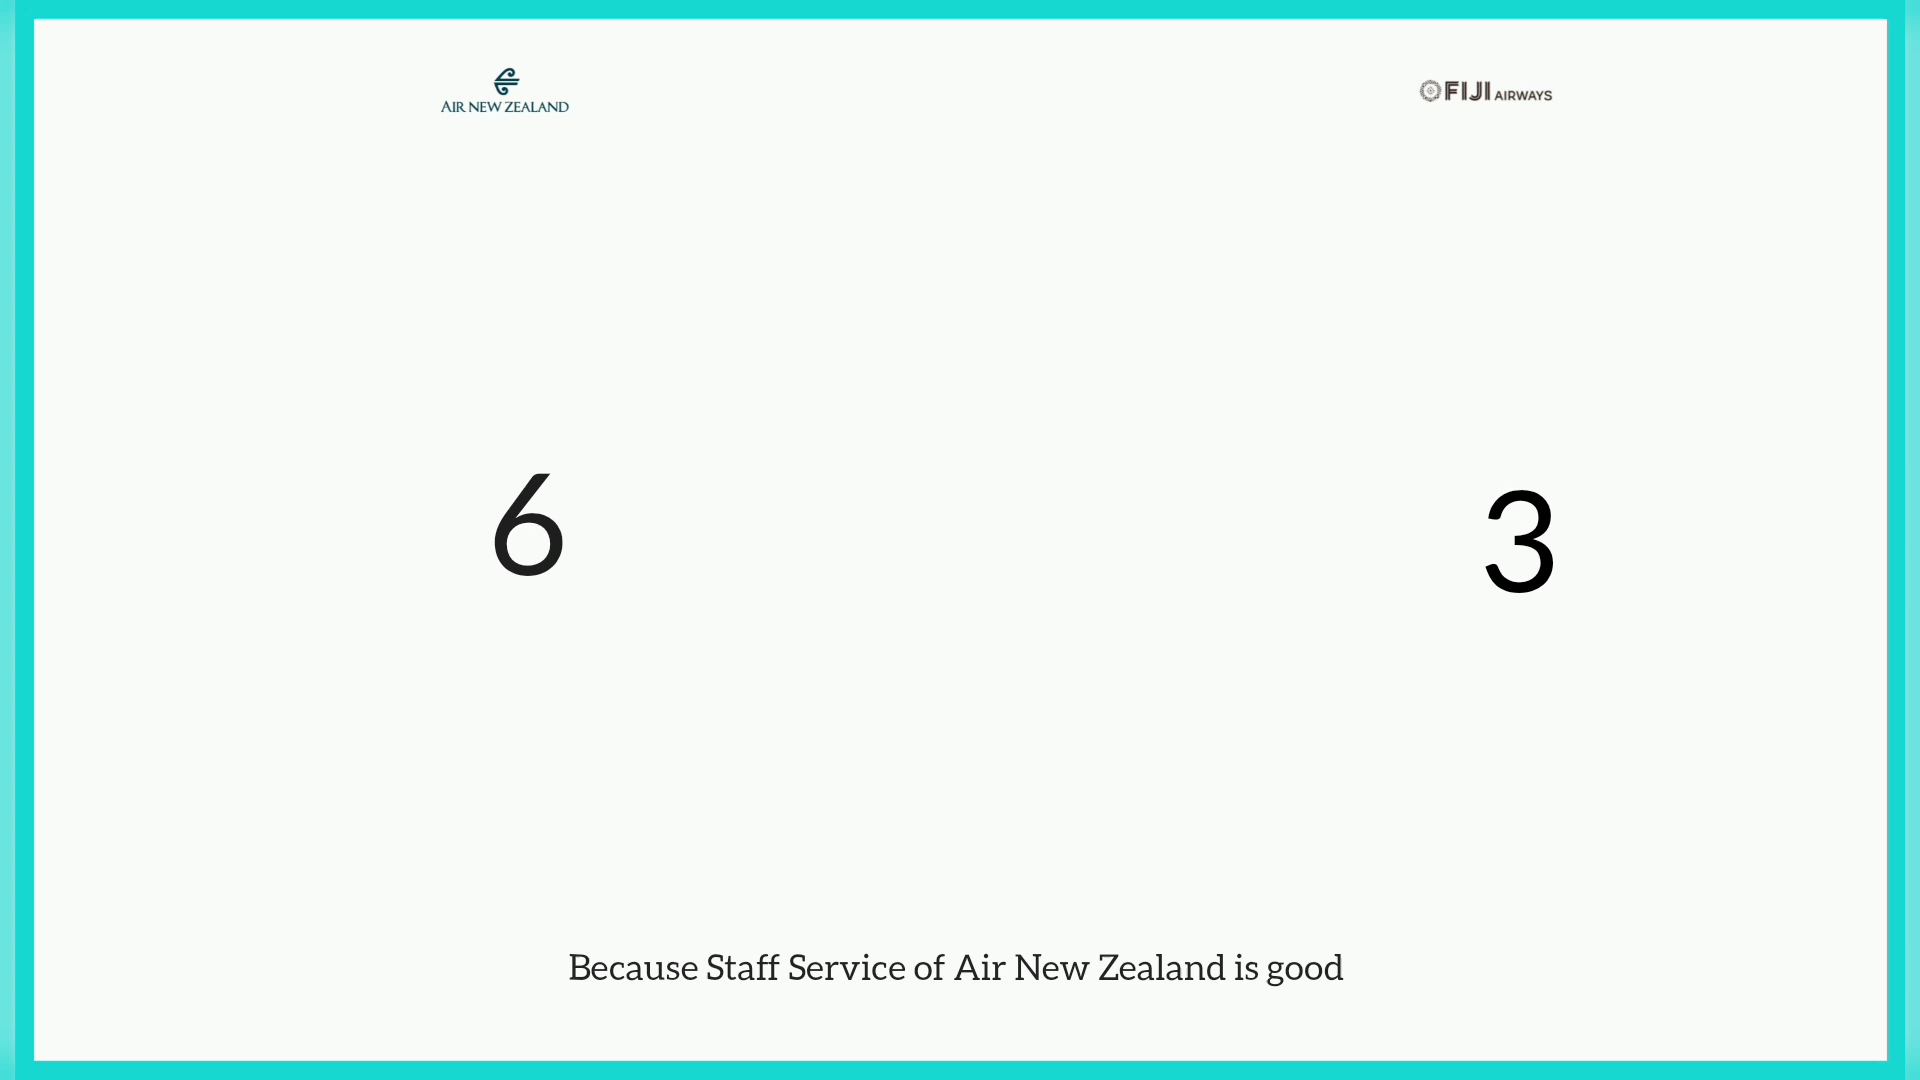 AIR NEW ZEALAND
FIJI AIRWAYS
6
3
Because Staff Service of Air New Zealand is good